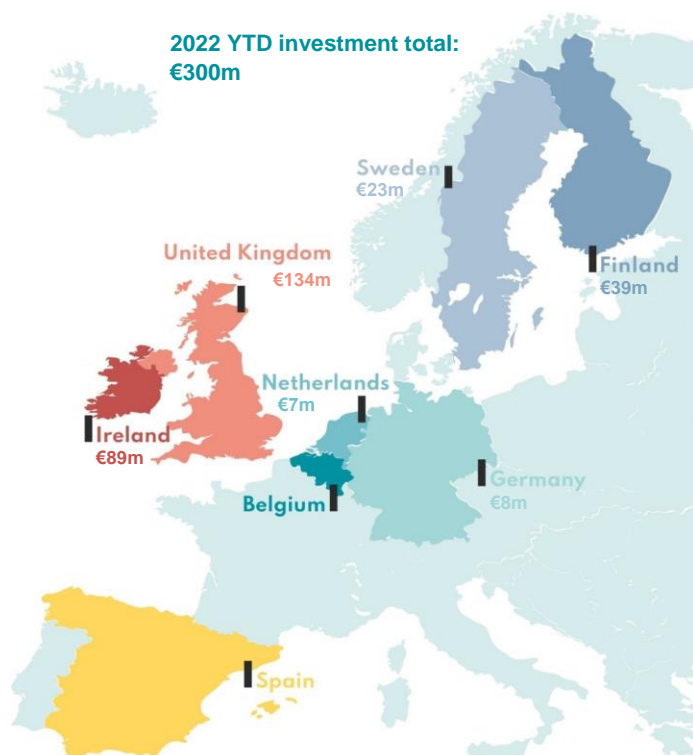 2022 YTD investment total:
€300m
Sweden
€23m
United Kingdom
€134m
Finland
€39m
Netherlands
€7m
Ireland
€89m
Germany
€8m
Belgium
Spain